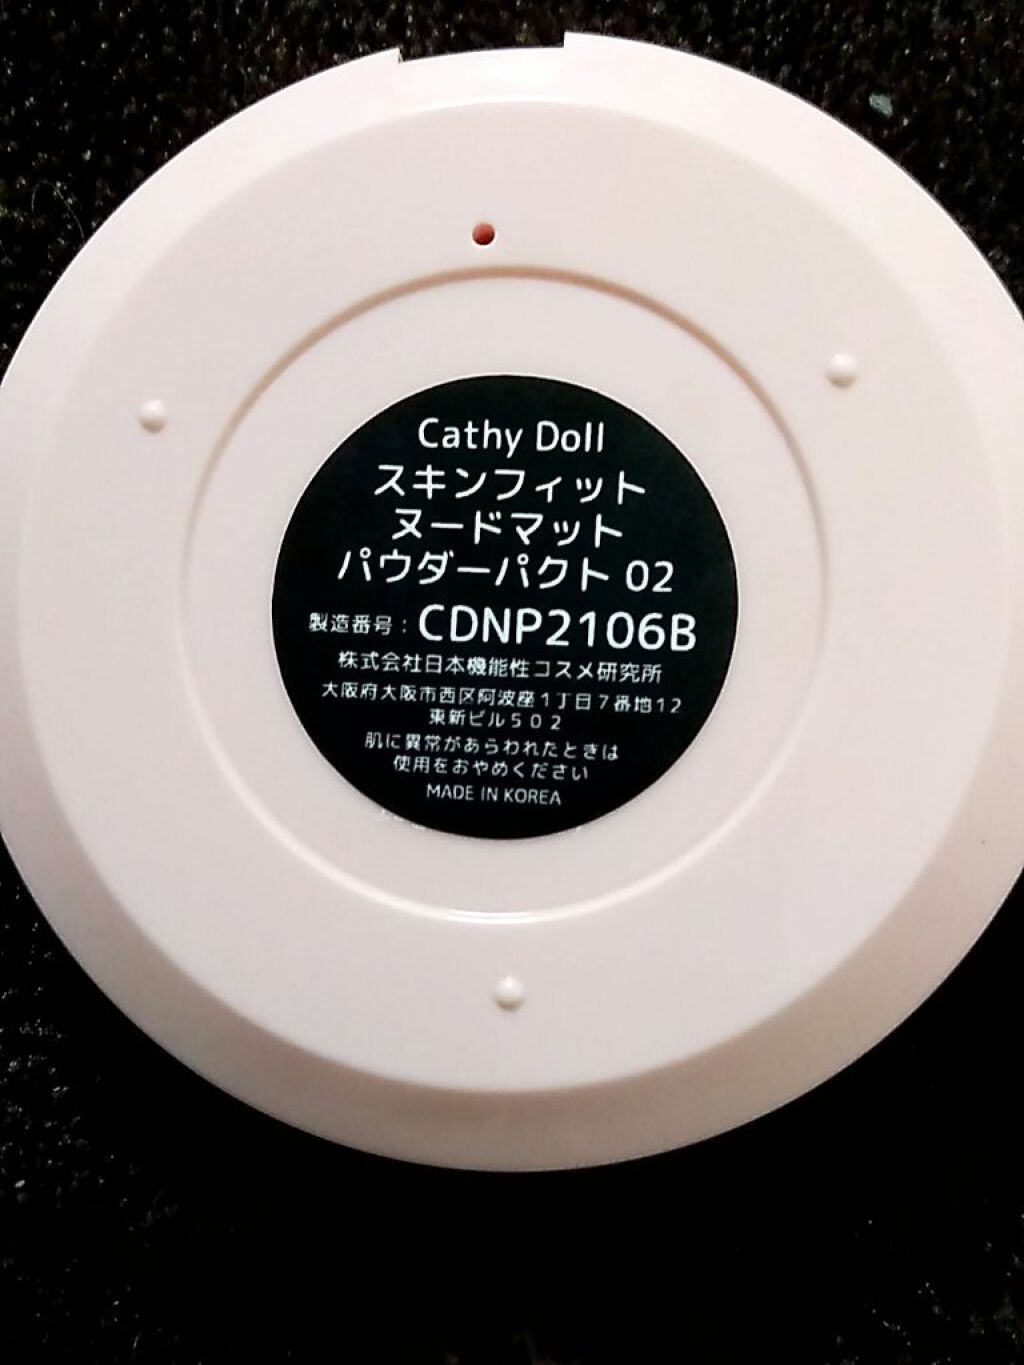 Cathy Doll
スキンフィット
ヌードマット
パウダーパクト 02
製造番号：CDNP2106B
株式会社日本機能性コスメ研究所
大阪府大阪市西区阿波座1丁目7番地12
東新ビル502
肌に異常があらわれたときは
使用をおやめください
MADE IN KOREA